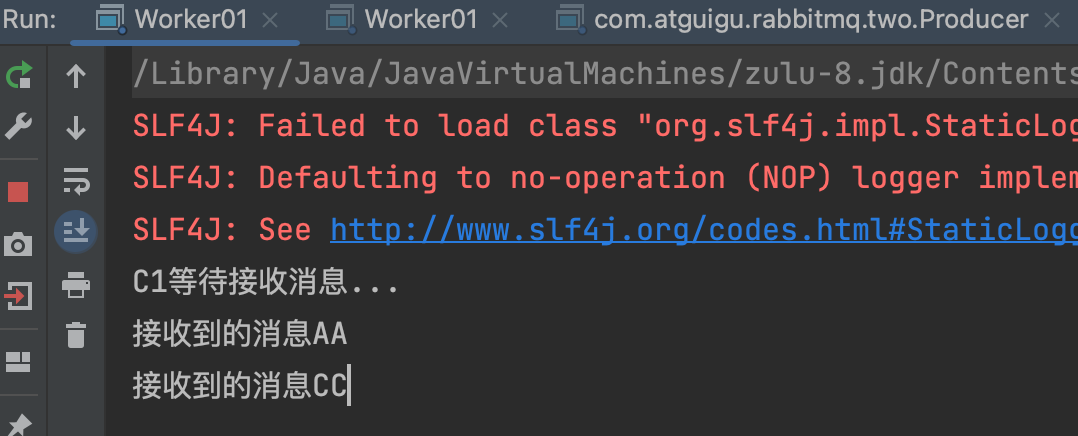 Run: Worker01 Worker01 com.atguigu.rabbitmq.two.Producer
/Library/Java/JavaVirtualMachines/zulu-8.jdk/Contents
SLF4J: Failed to load class "org.slf4j.impl.StaticLog
SLF4J: Defaulting to no-operation (NOP) logger implem
SLF4J: See http://www.slf4j.org/codes.html#StaticLogg
C1等待接收消息...
接收到的消息AA
接收到的消息CC